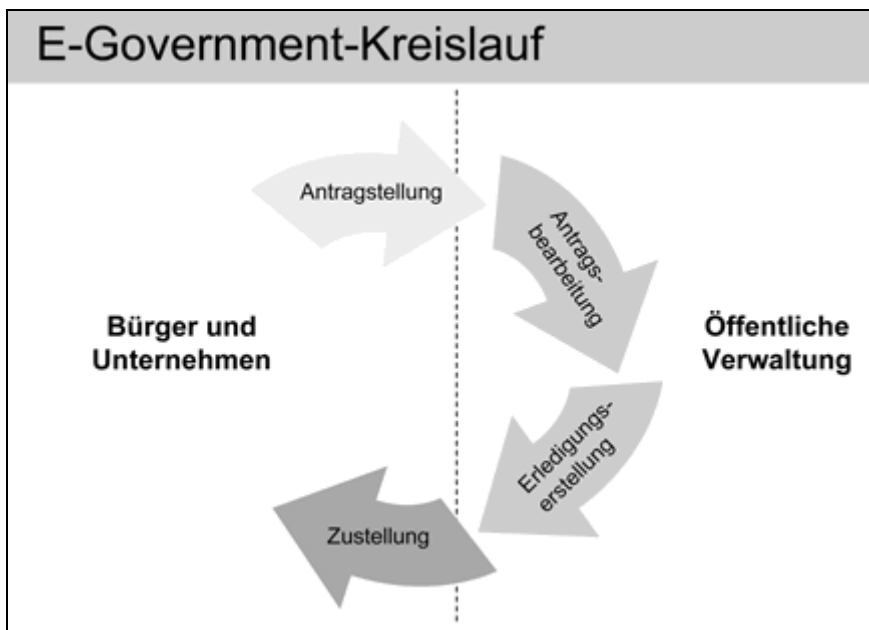 E-Government-Kreislauf
Antragstellung
Antrags-
bearbeitung
Bürger und
Unternehmen
Öffentliche
Verwaltung
Erledigungs-
erstellung
Zustellung